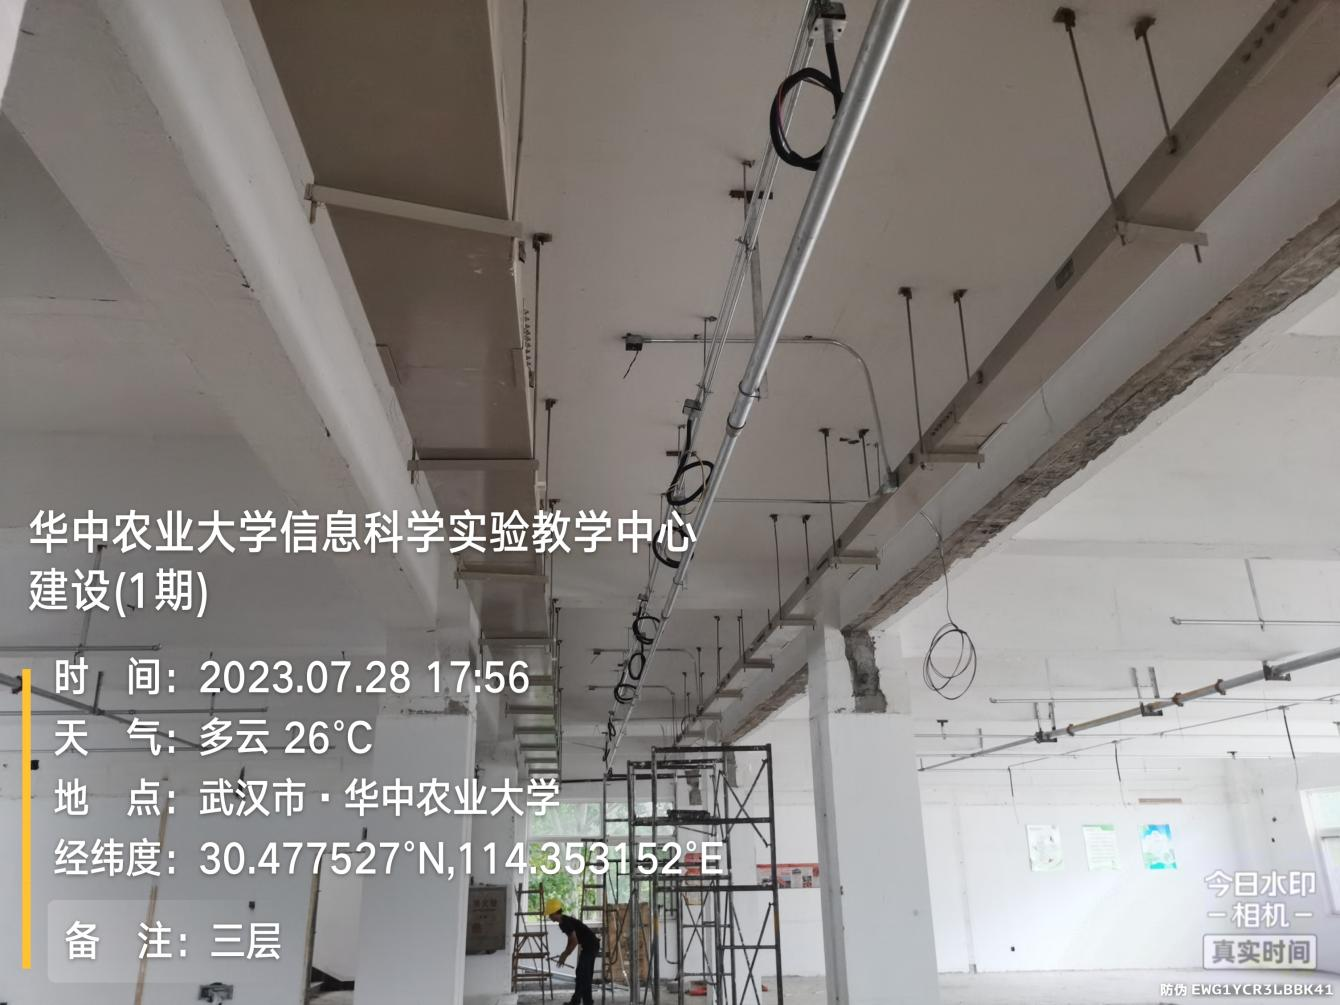 华中农业大学信息科学实验教学中心
建设(1期)
时 间：2023.07.28 17:56
天 气：多云 26℃
地 点：武汉市·华中农业大学
经纬度：30.477527°N,114.353152°E
备 注：三层
今日水印
相机
真实时间
防伪 EWG1YCR3LBBK41